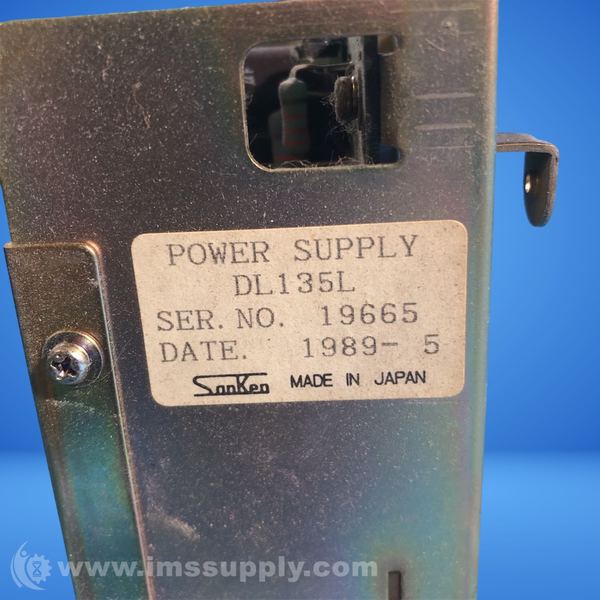 POWER SUPPLY
DL135L
SER. NO. 19665
DATE. 1989- 5
SanKen MADE IN JAPAN
www.imssupply.com